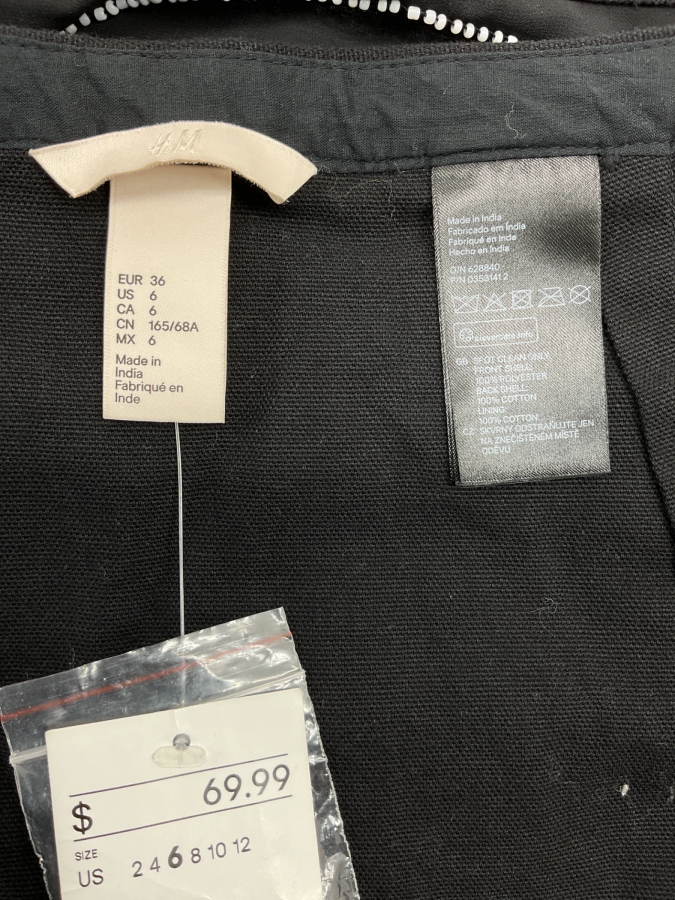 H&M
EUR 36
US 6
CA 6
CN 165/68A
MX 6
Made in
India
Fabriqué en
Inde
Made in India
Fabricado em Índia
Fabriqué en Inde
Hecho en India
O/N 628840
clevercare.info
GB SPOT CLEAN ONLY
FRONT SHELL:
100% POLYESTER
BACK SHELL:
100% COTTON
LINING
100% COTTON
CZ SKVRNY ODSTRAŇUJTE JEN
NA ZNEČIŠTĚNÉM MÍSTĚ
ODĚVU
$ 69.99
SIZE
US 2 4 6 8 10 12